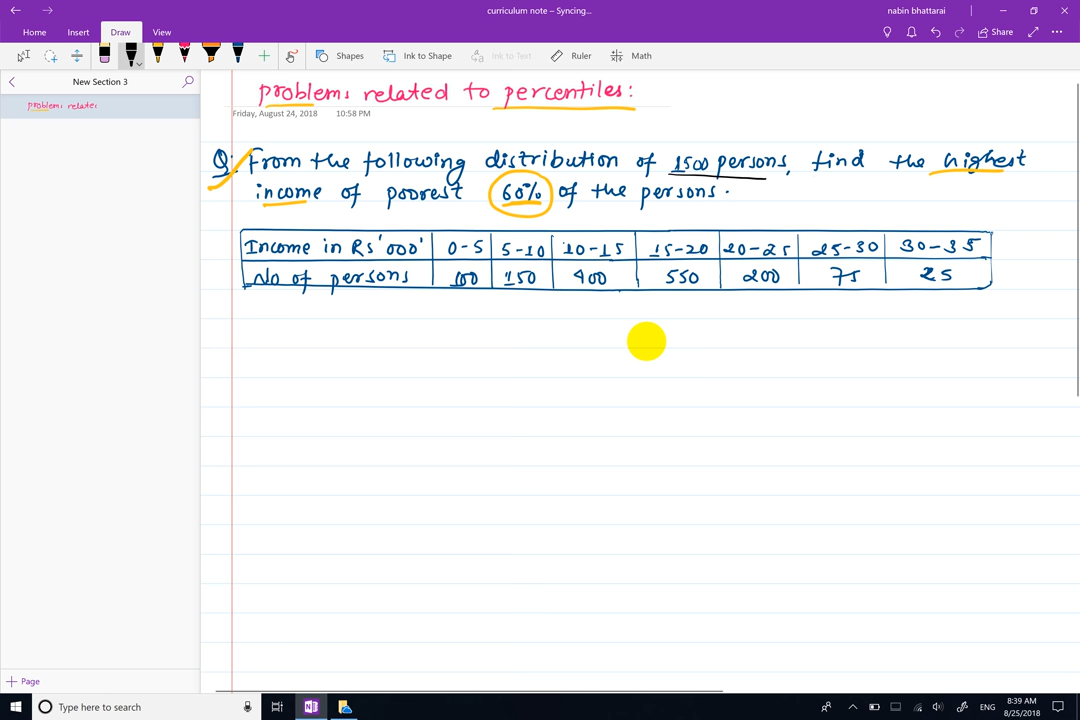 curriculum note – Syncing...
nabin bhattarai
Home Insert Draw View
Share
Shapes Ink to Shape Ink to Text Ruler Math
New Section 3
problems related to percentiles:
problems relate
Friday, August 24, 2018 10:58 PM
Q: From the following distribution of 1500 persons, find the highest
income of poorest 60% of the persons.
Income in Rs '000' 0-5 5-10 10-15 15-20 20-25 25-30 30-35
No of persons 100 150 400 550 200 75 25
Page
Type here to search
ENG
8:39 AM
8/25/2018